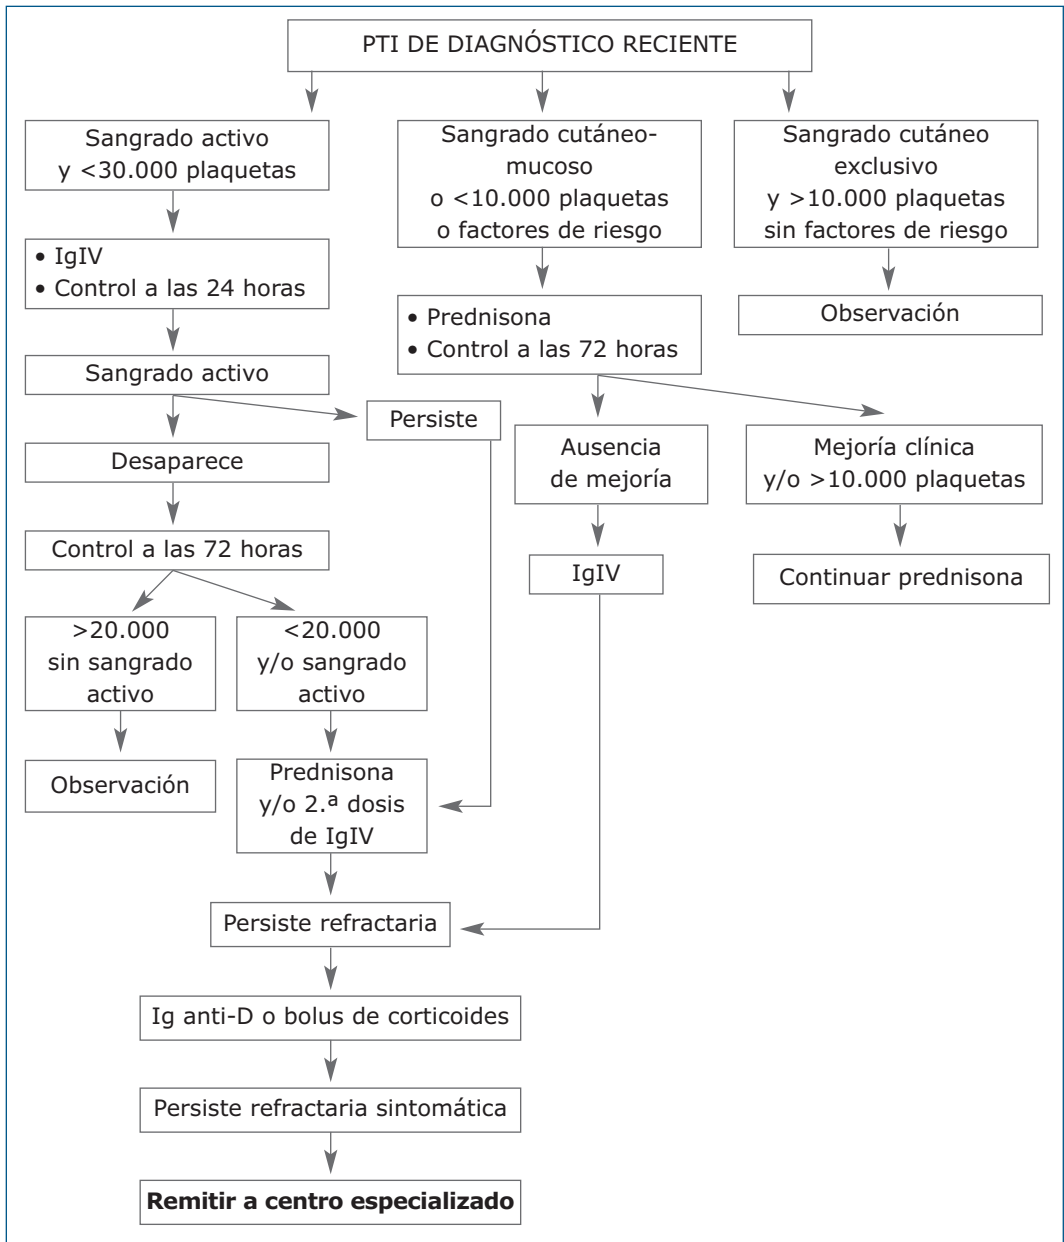 PTI DE DIAGNÓSTICO RECIENTE
Sangrado activo
y <30.000 plaquetas
Sangrado cutáneo-
mucoso
o <10.000 plaquetas
o factores de riesgo
Sangrado cutáneo
exclusivo
y >10.000 plaquetas
sin factores de riesgo
• IgIV
• Control a las 24 horas
• Prednisona
• Control a las 72 horas
Observación
Sangrado activo
Persiste
Desaparece
Ausencia
de mejoría
Mejoría clínica
y/o >10.000 plaquetas
Control a las 72 horas
IgIV
Continuar prednisona
>20.000
sin sangrado
activo
<20.000
y/o sangrado
activo
Observación
Prednisona
y/o 2.ª dosis
de IgIV
Persiste refractaria
Ig anti-D o bolus de corticoides
Persiste refractaria sintomática
Remitir a centro especializado